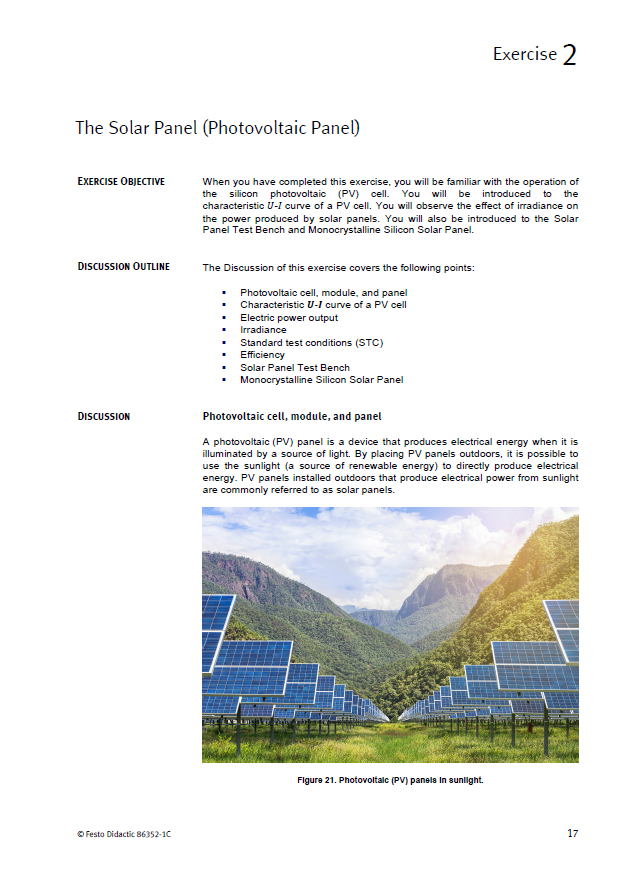 Exercise 2
The Solar Panel (Photovoltaic Panel)
EXERCISE OBJECTIVE
When you have completed this exercise, you will be familiar with the operation of
the silicon photovoltaic (PV) cell. You will be introduced to the
characteristic U-I curve of a PV cell. You will observe the effect of irradiance on
the power produced by solar panels. You will also be introduced to the Solar
Panel Test Bench and Monocrystalline Silicon Solar Panel.
DISCUSSION OUTLINE
The Discussion of this exercise covers the following points:
▪ Photovoltaic cell, module, and panel
▪ Characteristic U-I curve of a PV cell
▪ Electric power output
▪ Irradiance
▪ Standard test conditions (STC)
▪ Efficiency
▪ Solar Panel Test Bench
▪ Monocrystalline Silicon Solar Panel
DISCUSSION
Photovoltaic cell, module, and panel
A photovoltaic (PV) panel is a device that produces electrical energy when it is
illuminated by a source of light. By placing PV panels outdoors, it is possible to
use the sunlight (a source of renewable energy) to directly produce electrical
energy. PV panels installed outdoors that produce electrical power from sunlight
are commonly referred to as solar panels.
Figure 21. Photovoltaic (PV) panels in sunlight.
© Festo Didactic 86352-1C
17